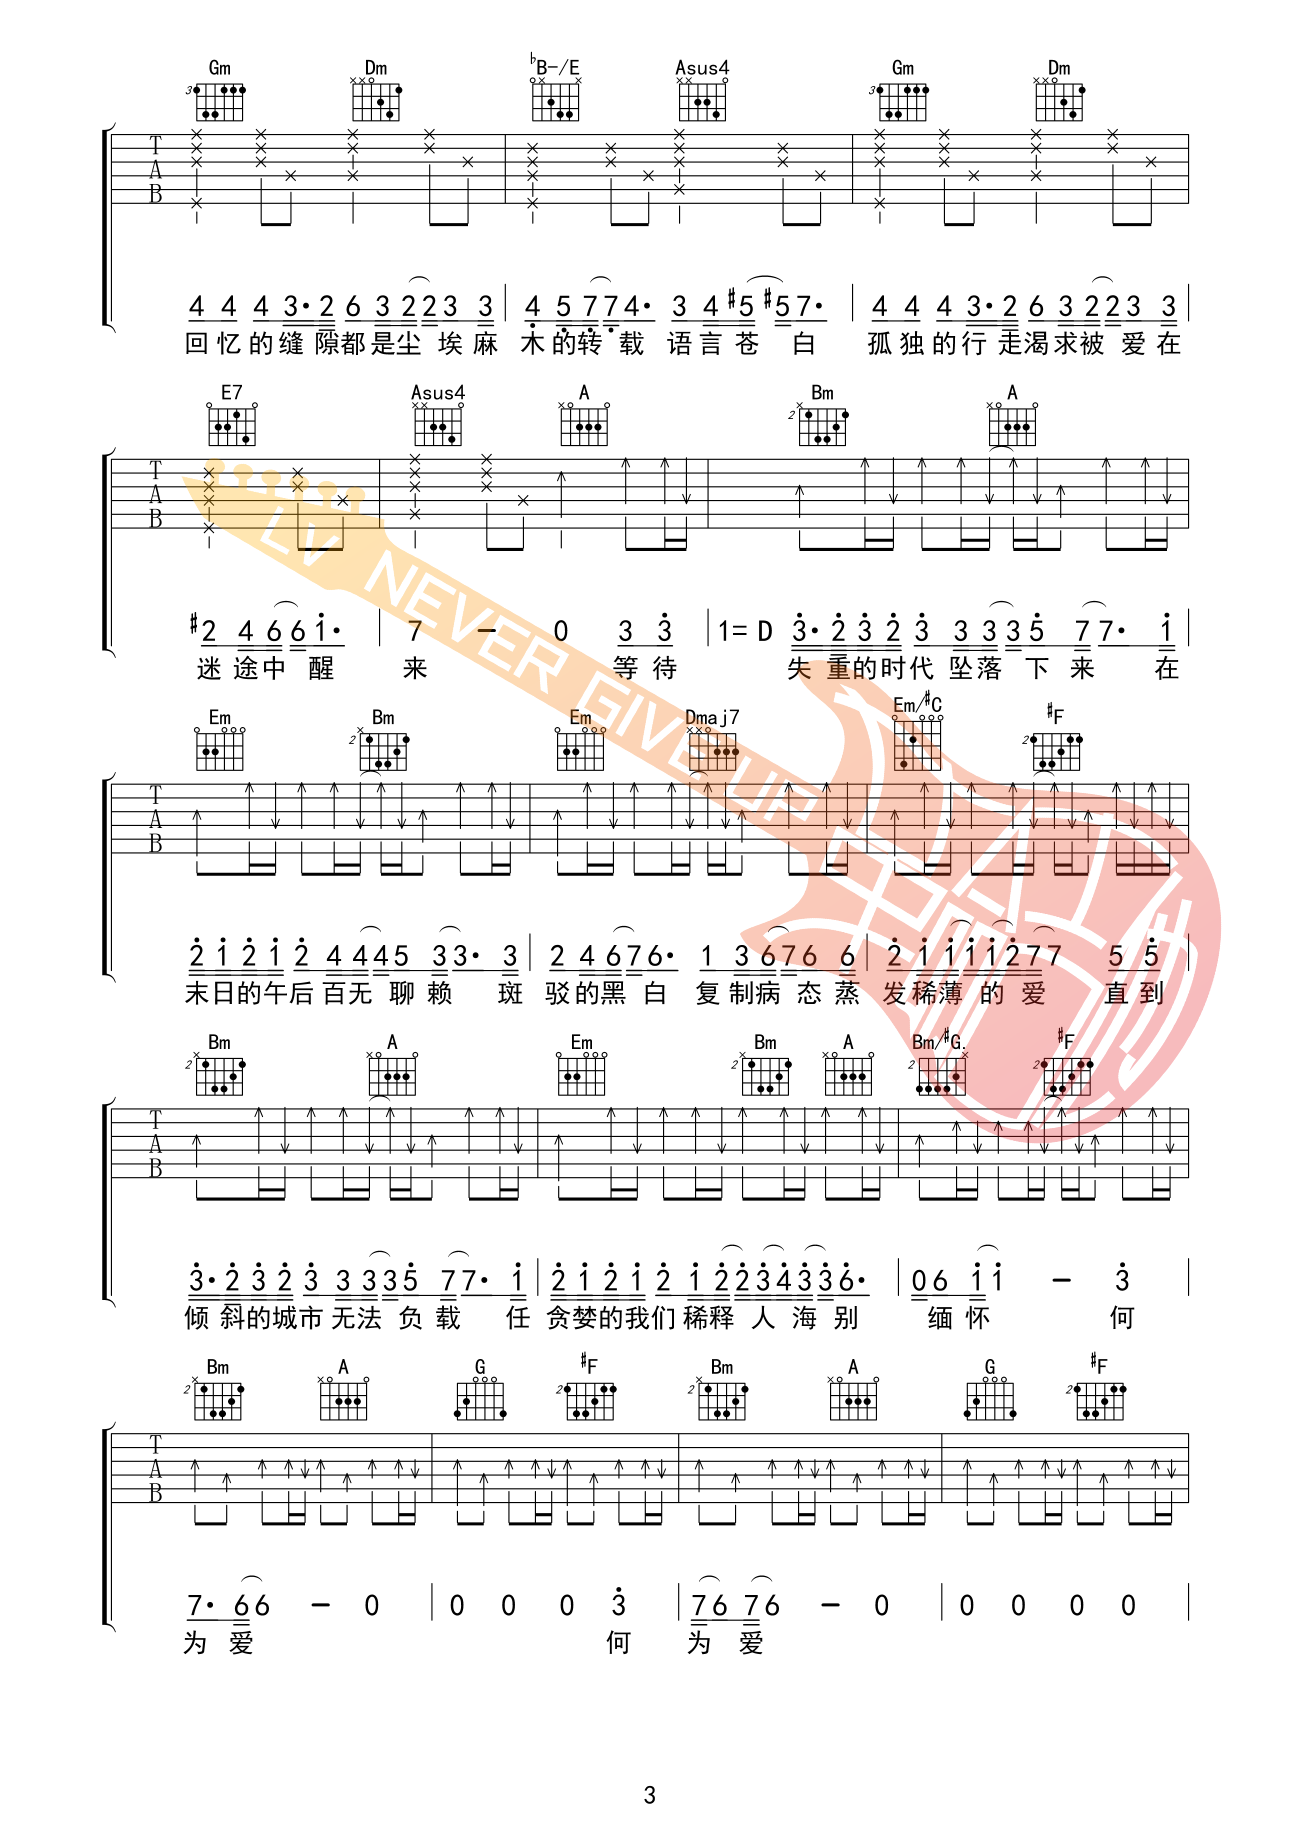 Gm Dm ♭B-/E Asus4 Gm Dm
3 3
T
A
B
4 4 4 3· 2 6 3 2 2 3 3 4 5 7 7 4· 3 4 #5 #5 7· 4 4 4 3· 2 6 3 2 2 3 3
回忆的缝隙都是尘埃麻木的转载语言苍白孤独的行走渴求被爱在
E7 Asus4 A Bm A
2
T
A
B
#2 4 6 6 1· 7 - 0 3 3 1=D 3· 2 3 2 3 3 3 3 5 7 7· 1
迷途中醒来等待失重的时代坠落下来在
LV NEVER GIVE UP
Em Bm Em Dmaj7 Em/#C #F
2 2
T
A
B
2 1 2 1 2 4 4 4 5 3 3· 3 2 4 6 7 6· 1 3 6 7 6 6 2 1 1 1 1 2 7 7 5 5
末日的午后百无聊赖斑驳的黑白复制病态蒸发稀薄的爱直到
Bm A Em Bm A Bm/#G. #F
2 2 2 2
T
A
B
3· 2 3 2 3 3 3 3 5 7 7· 1 2 1 2 1 2 1 2 2 3 4 3 3 6· 0 6 1 1 - 3
倾斜的城市无法负载任贪婪的我们稀释人海别缅怀何
Bm A G #F Bm A G #F
2 2 2 2
T
A
B
7· 6 6 - 0 0 0 0 3 7 6 7 6 - 0 0 0 0 0
为爱何为爱
3